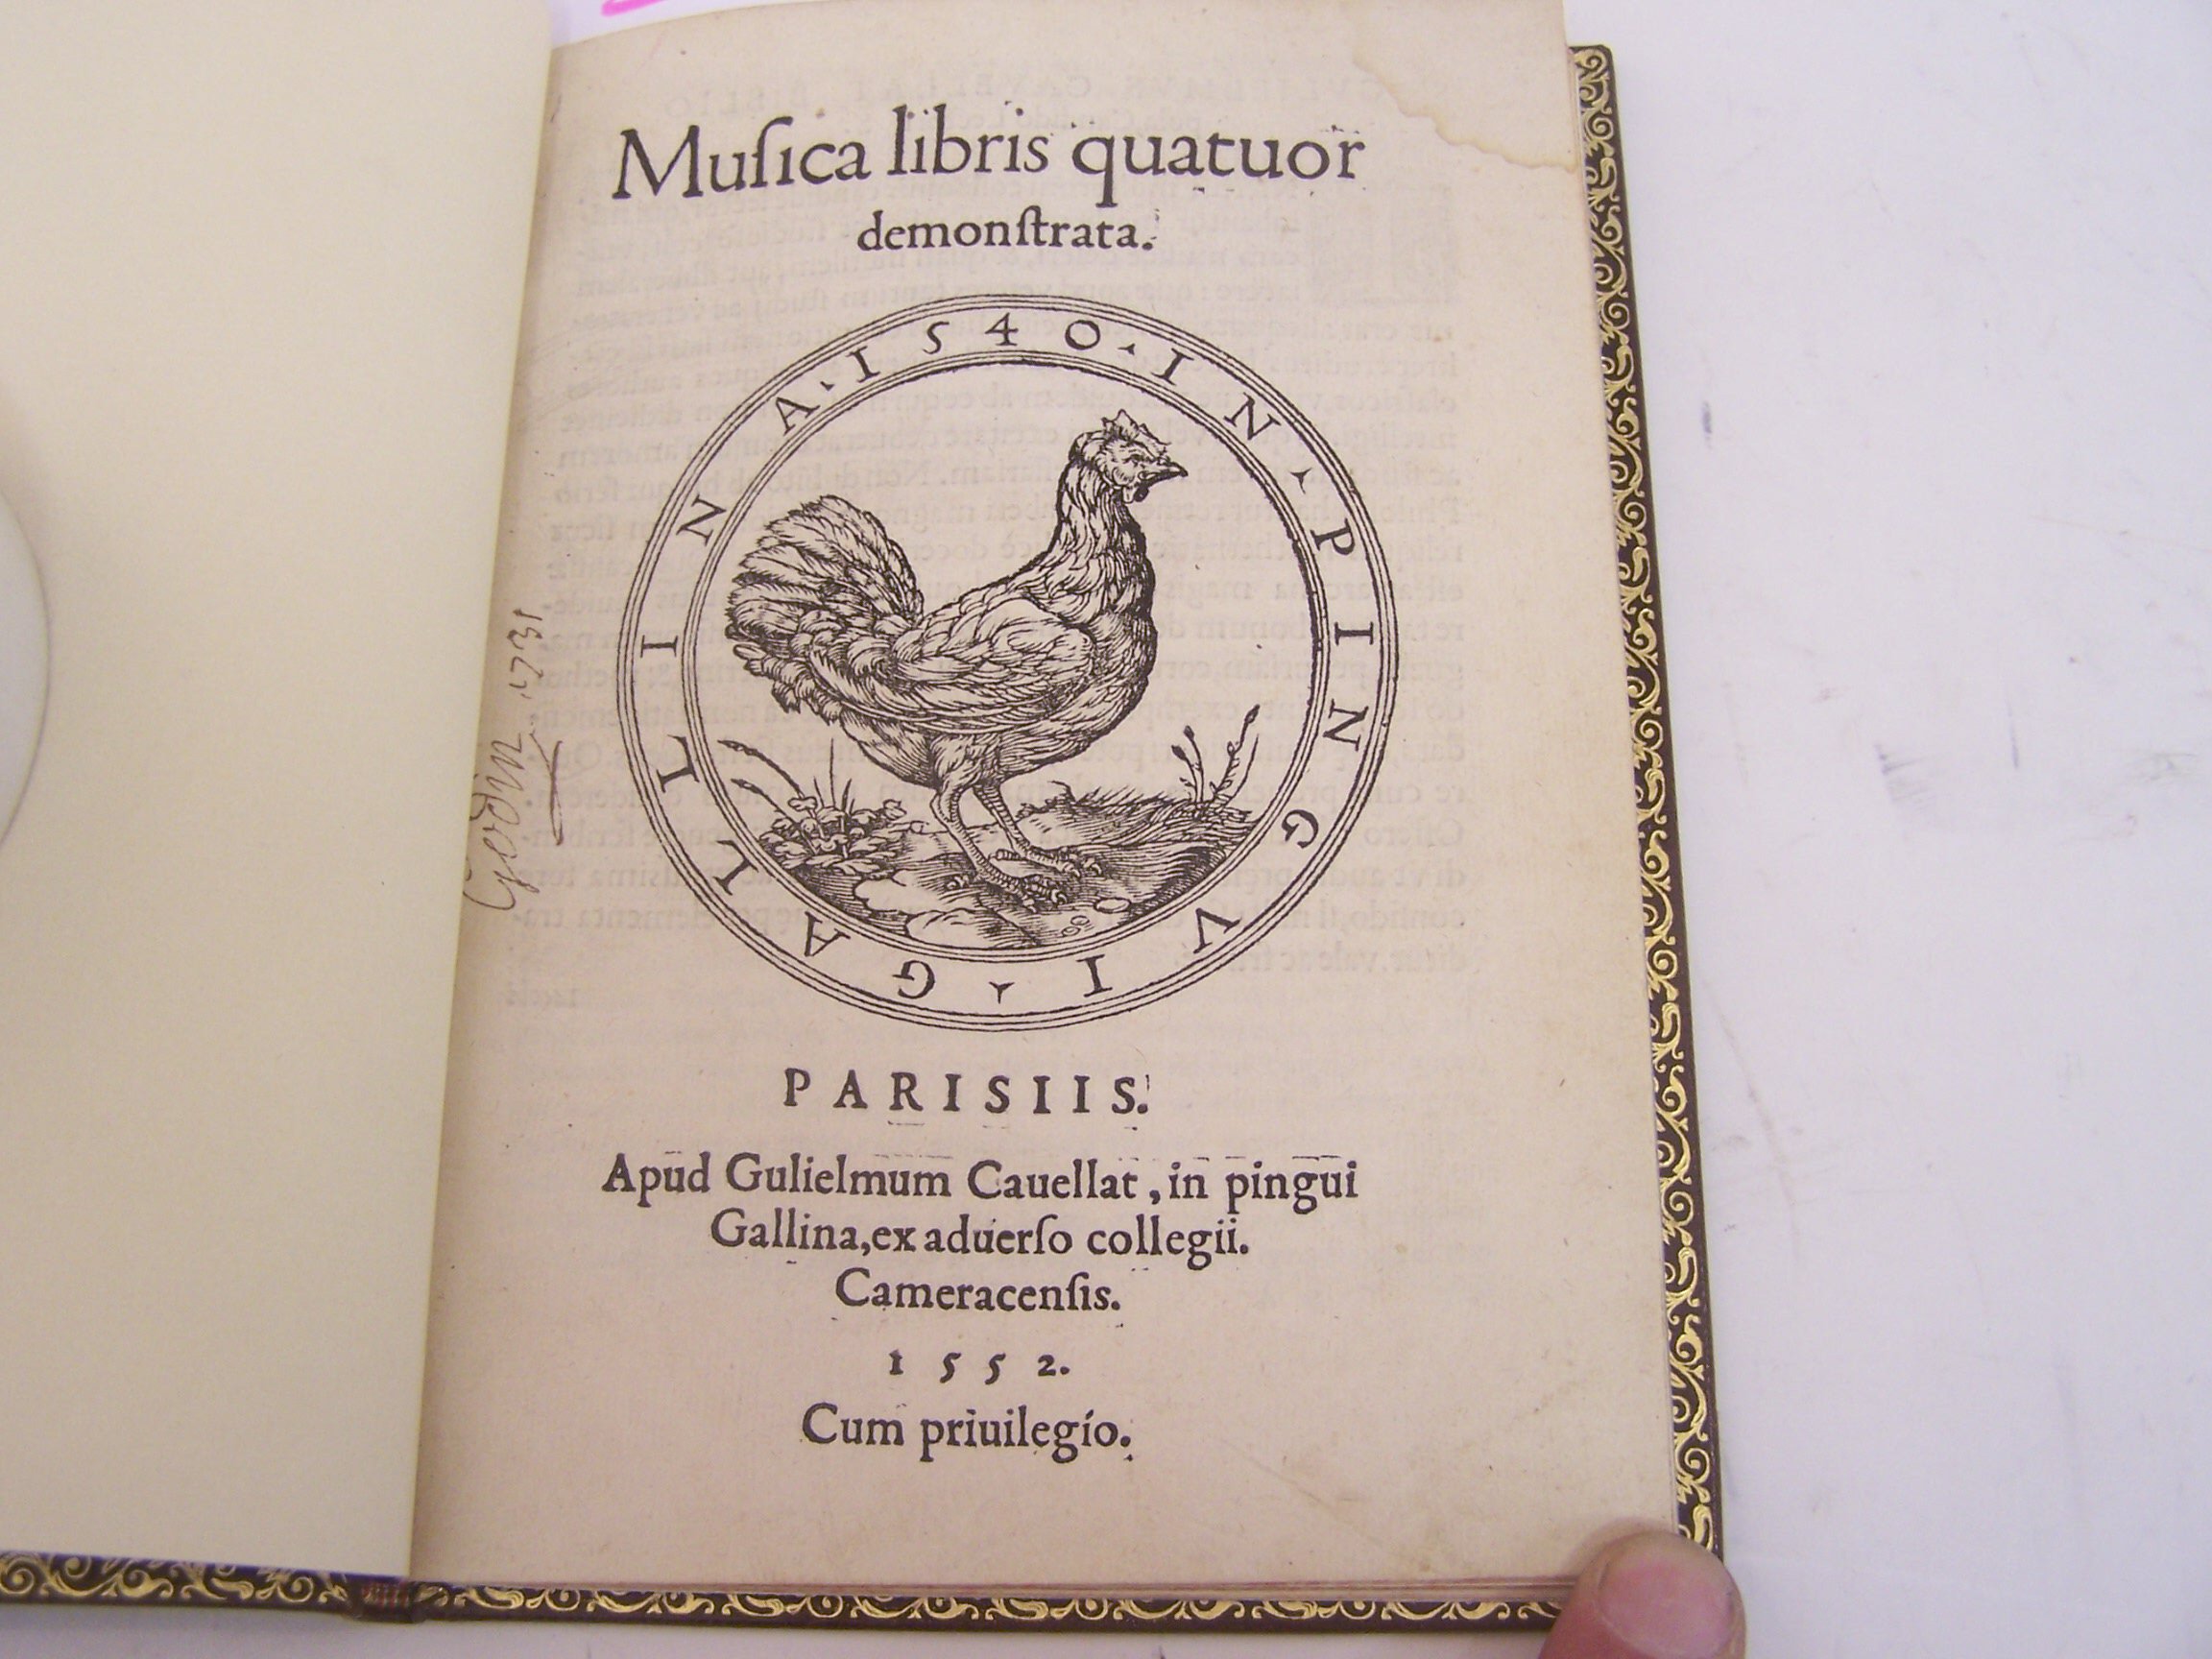 Muſica libris quatuor
demonſtrata.
1540 · IN · PINGVI · GALLINA ·
PARISIIS.
Apud Gulielmum Cauellat, in pingui
Gallina, ex aduerſo collegii.
Cameracenſis.
1552.
Cum priuilegio.
1731